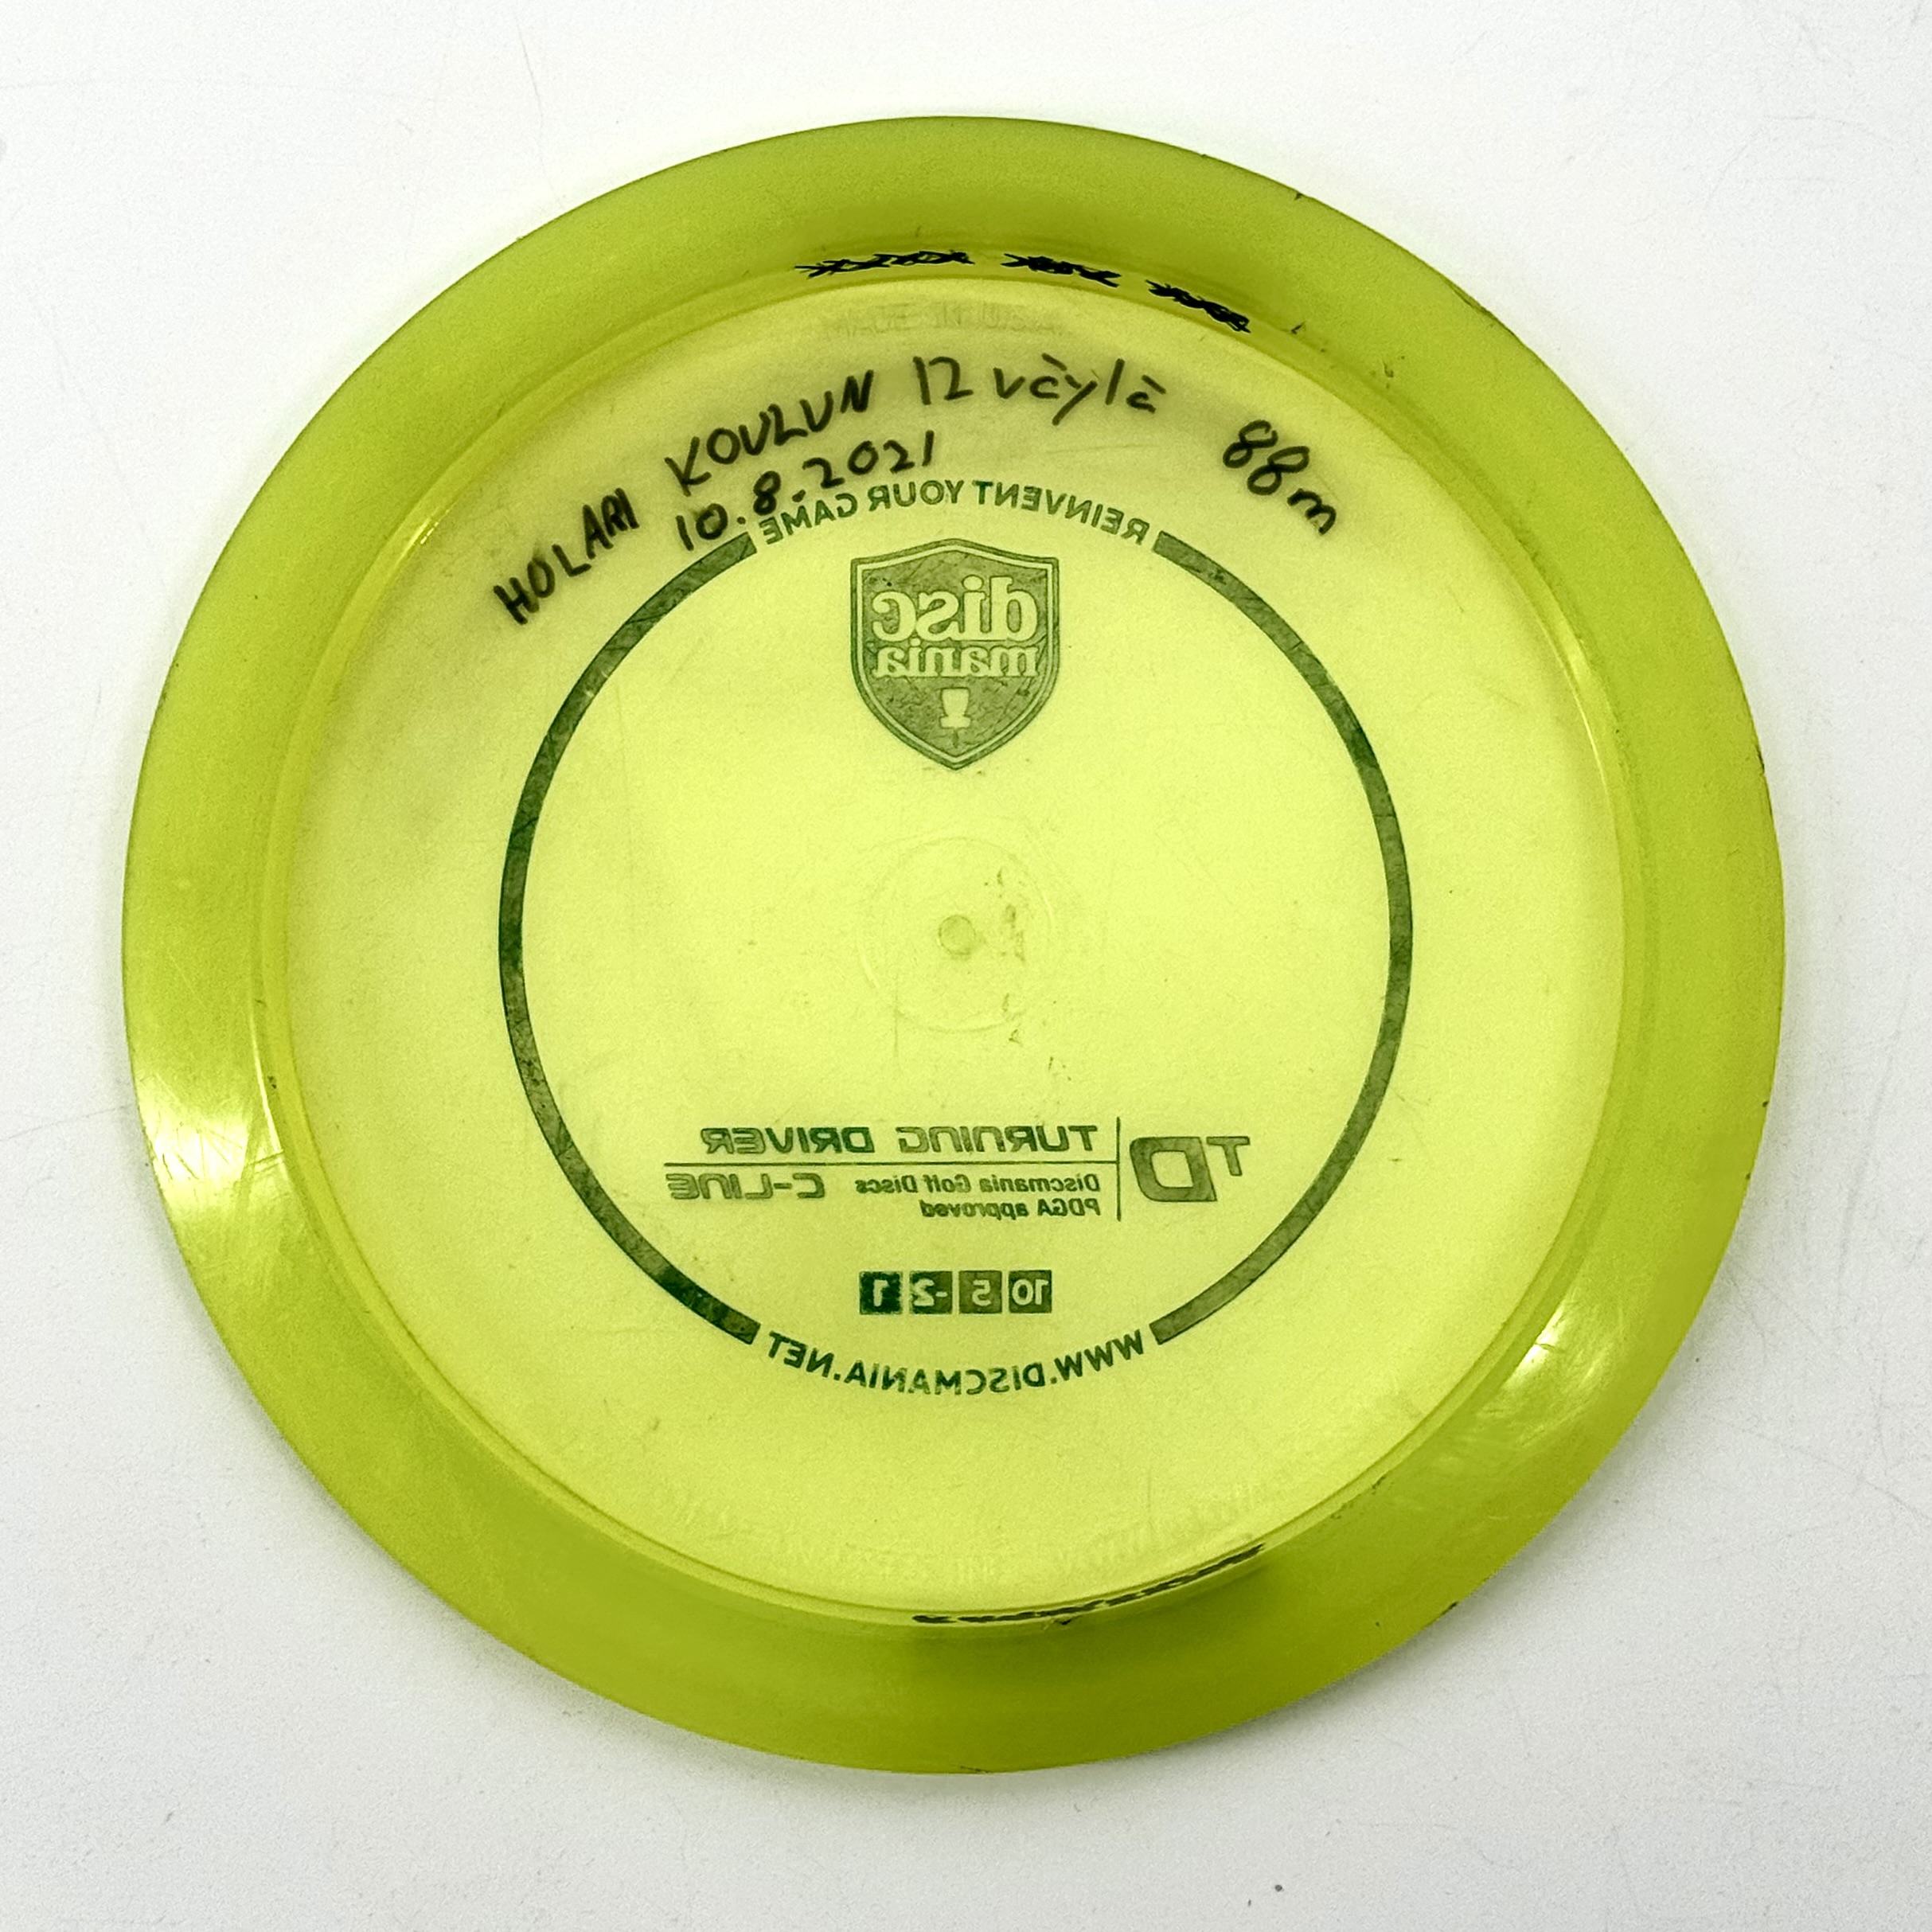 HOLARI KOULUN 12 väylä 88m
10.8.2021
REINVENT YOUR GAME
disc
mania
TD
TURNING DRIVER
Discmania Golf Discs C-LINE
PDGA approved
10 5 -2 1
WWW.DISCMANIA.NET